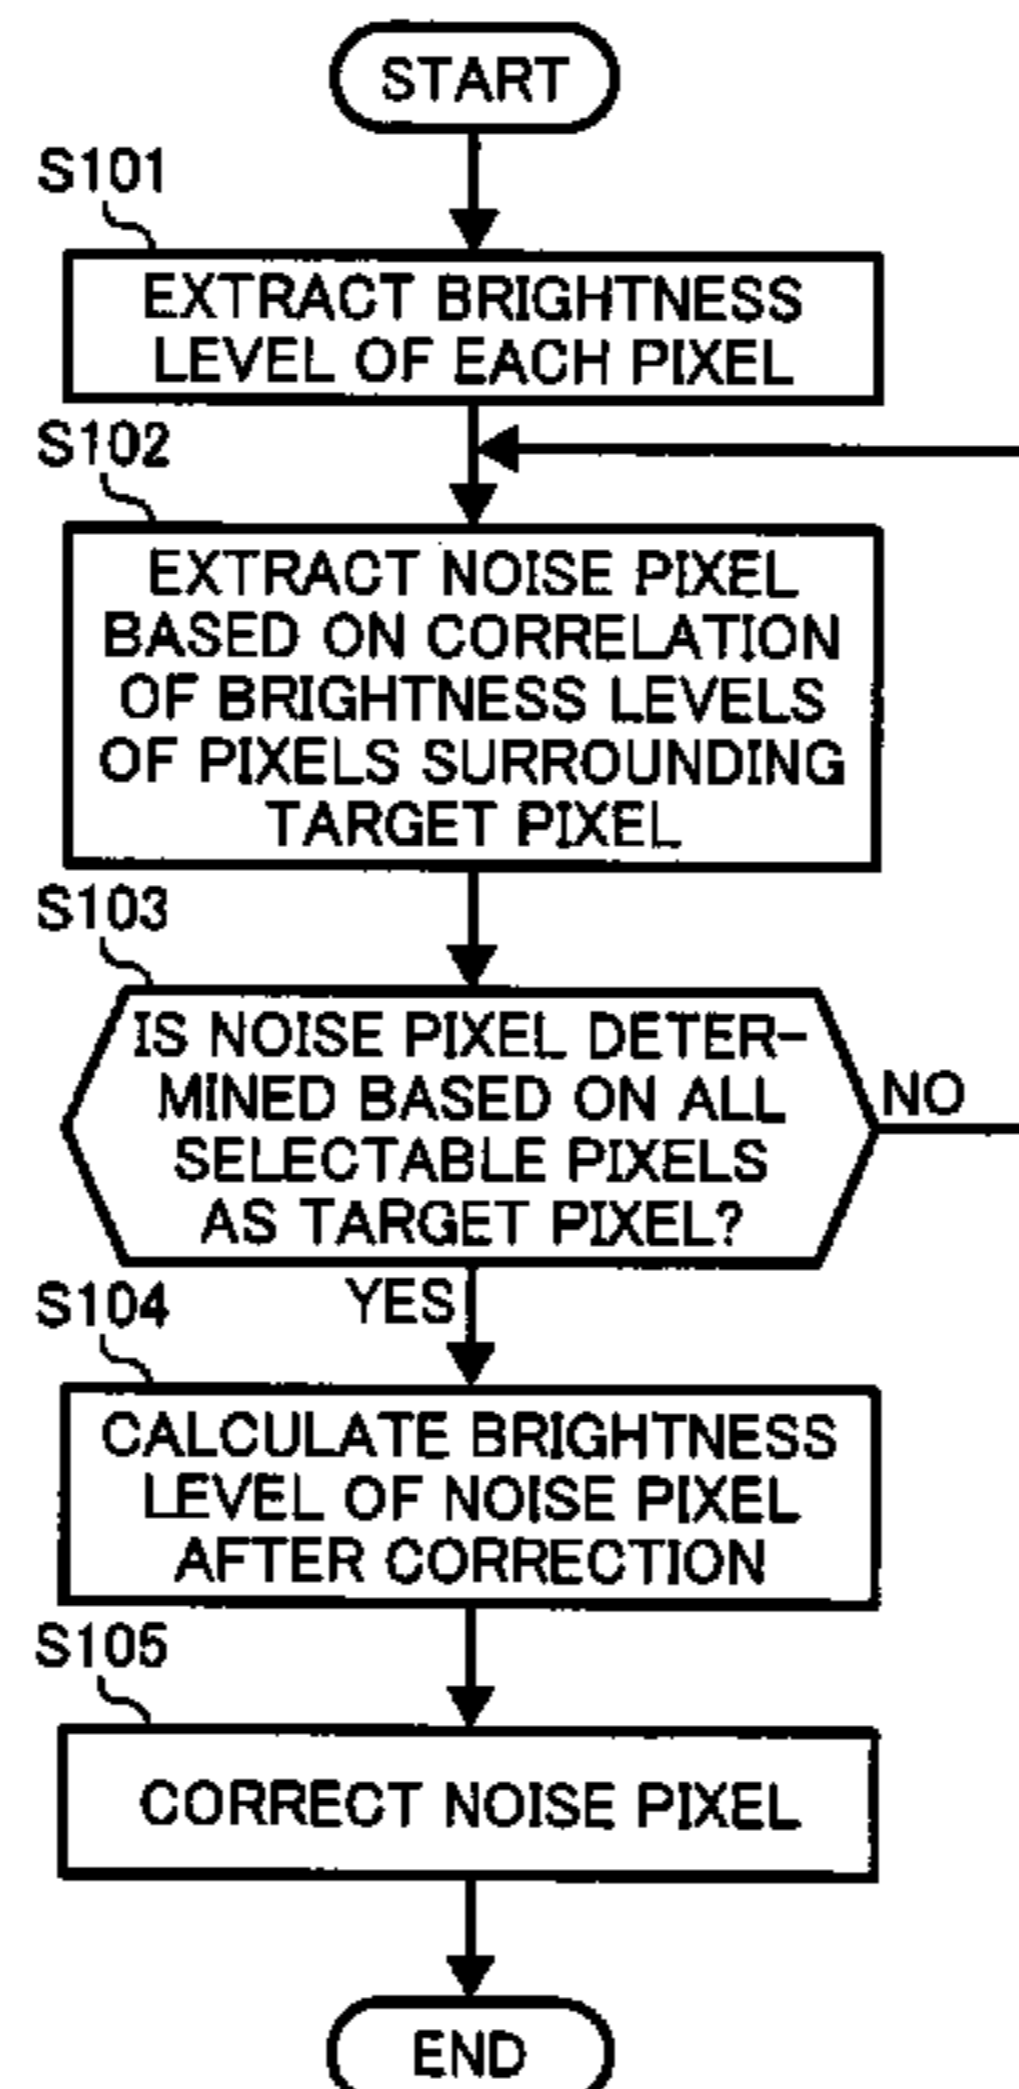 START
S101
EXTRACT BRIGHTNESS
LEVEL OF EACH PIXEL
S102
EXTRACT NOISE PIXEL
BASED ON CORRELATION
OF BRIGHTNESS LEVELS
OF PIXELS SURROUNDING
TARGET PIXEL
S103
IS NOISE PIXEL DETER-
MINED BASED ON ALL
SELECTABLE PIXELS
AS TARGET PIXEL?
NO
YES
S104
CALCULATE BRIGHTNESS
LEVEL OF NOISE PIXEL
AFTER CORRECTION
S105
CORRECT NOISE PIXEL
END